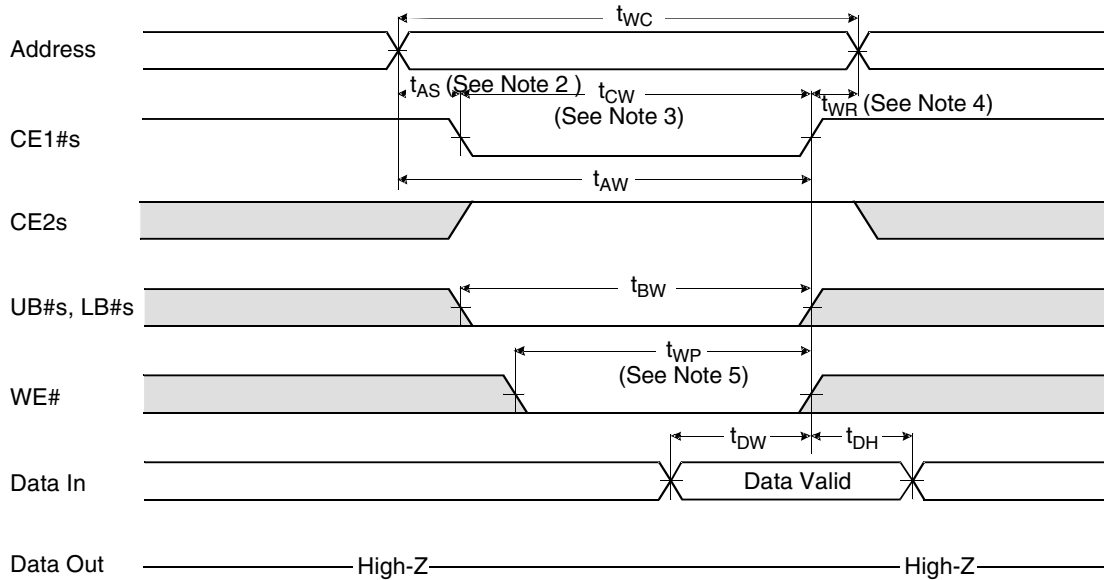 tWC
Address
tAS (See Note 2 )
tCW
(See Note 3)
tWR (See Note 4)
CE1#s
tAW
CE2s
tBW
UB#s, LB#s
tWP
(See Note 5)
WE#
tDW
tDH
Data In
Data Valid
Data Out
High-Z
High-Z